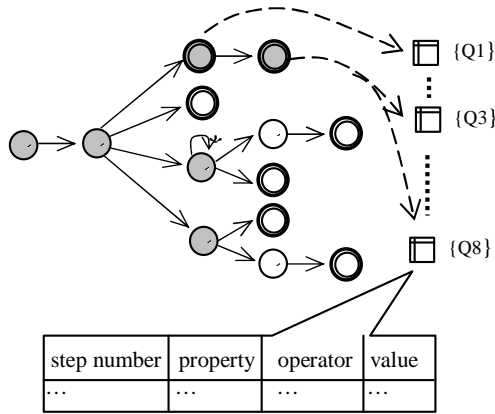 {Q1}
{Q3}
{Q8}
step number property operator value
... ... ... ...